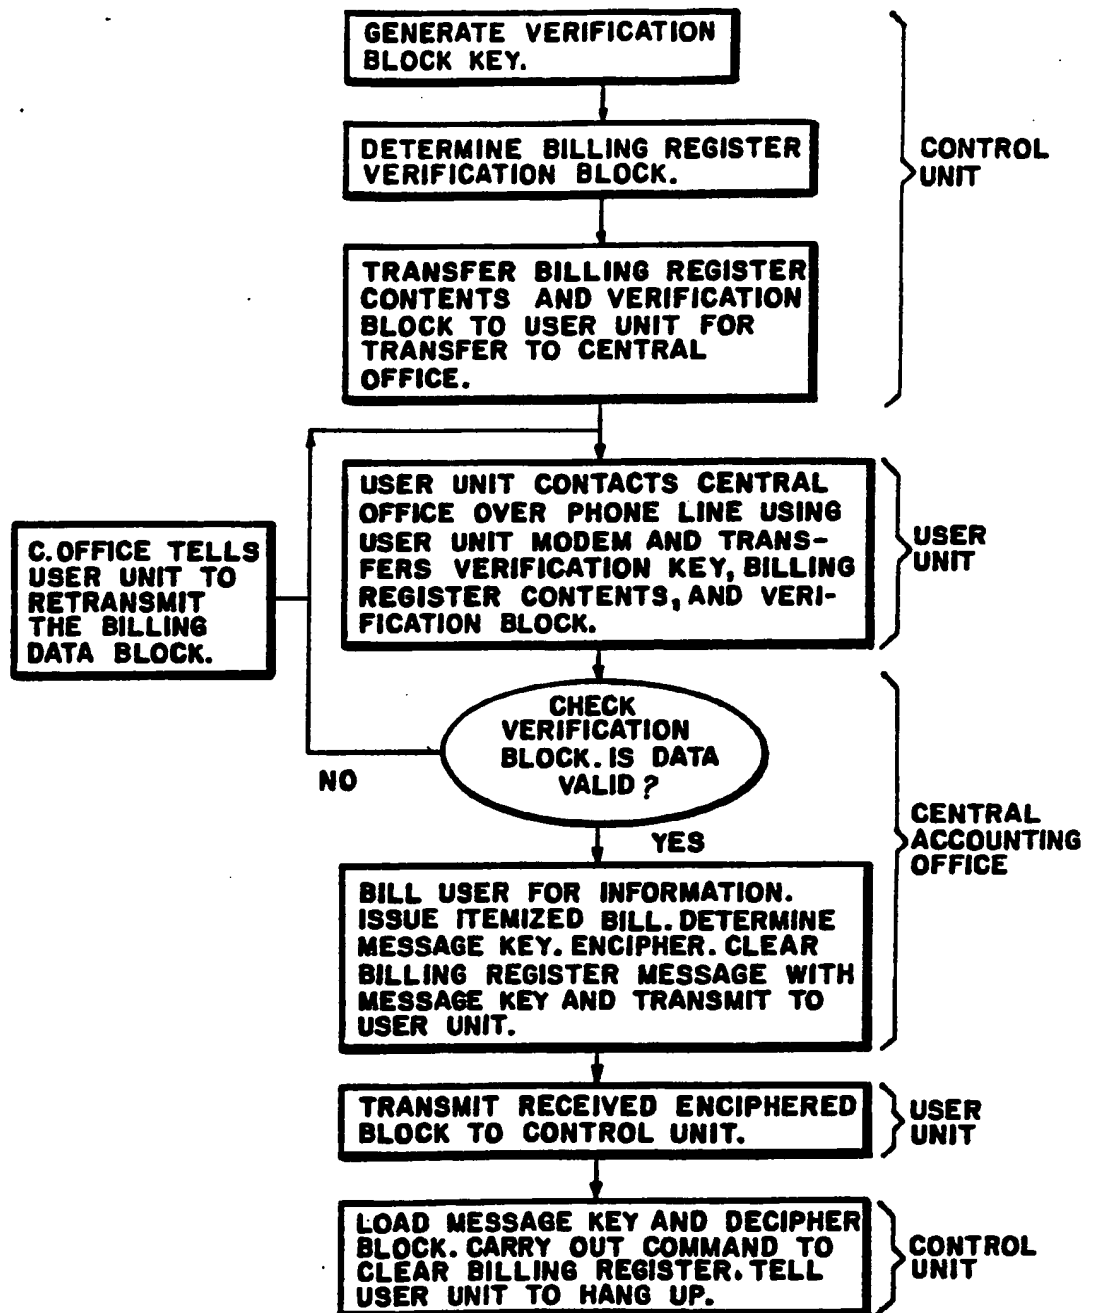 GENERATE VERIFICATION
BLOCK KEY.
DETERMINE BILLING REGISTER
VERIFICATION BLOCK.
TRANSFER BILLING REGISTER
CONTENTS AND VERIFICATION
BLOCK TO USER UNIT FOR
TRANSFER TO CENTRAL
OFFICE.
CONTROL
UNIT
USER UNIT CONTACTS CENTRAL
OFFICE OVER PHONE LINE USING
USER UNIT MODEM AND TRANS-
FERS VERIFICATION KEY, BILLING
REGISTER CONTENTS, AND VERI-
FICATION BLOCK.
USER
UNIT
C. OFFICE TELLS
USER UNIT TO
RETRANSMIT
THE BILLING
DATA BLOCK.
CHECK
VERIFICATION
BLOCK. IS DATA
VALID?
NO
YES
CENTRAL
ACCOUNTING
OFFICE
BILL USER FOR INFORMATION.
ISSUE ITEMIZED BILL. DETERMINE
MESSAGE KEY. ENCIPHER. CLEAR
BILLING REGISTER MESSAGE WITH
MESSAGE KEY AND TRANSMIT TO
USER UNIT.
TRANSMIT RECEIVED ENCIPHERED
BLOCK TO CONTROL UNIT.
USER
UNIT
LOAD MESSAGE KEY AND DECIPHER
BLOCK. CARRY OUT COMMAND TO
CLEAR BILLING REGISTER. TELL
USER UNIT TO HANG UP.
CONTROL
UNIT